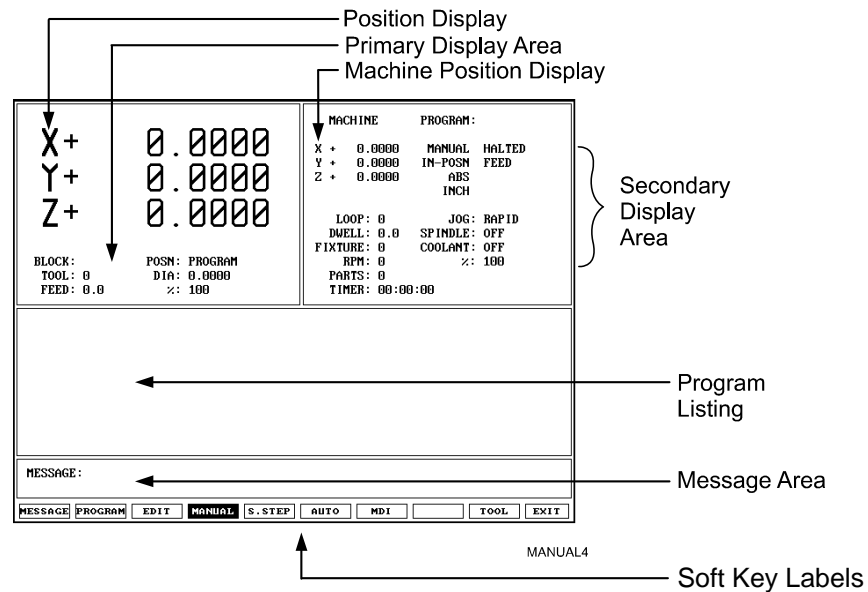 Position Display
Primary Display Area
Machine Position Display
X+ 0.0000
Y+ 0.0000
Z+ 0.0000
BLOCK: POSN: PROGRAM
TOOL: 0 DIA: 0.0000
FEED: 0.0 %: 100
MACHINE PROGRAM:
X + 0.0000 MANUAL HALTED
Y + 0.0000 IN-POSN FEED
Z + 0.0000 ABS
INCH
LOOP: 0 JOG: RAPID
DWELL: 0.0 SPINDLE: OFF
FIXTURE: 0 COOLANT: OFF
RPM: 0 %: 100
PARTS: 0
TIMER: 00:00:00
Secondary
Display
Area
Program
Listing
MESSAGE:
Message Area
MESSAGE PROGRAM EDIT MANUAL S.STEP AUTO MDI TOOL EXIT
MANUAL4
Soft Key Labels